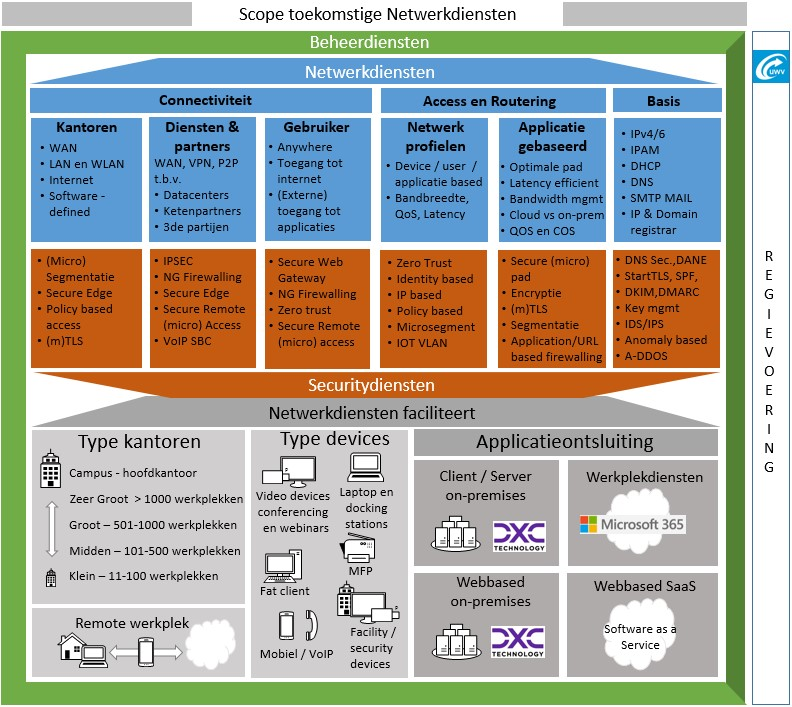 Scope toekomstige Netwerkdiensten
Beheerdiensten
Netwerkdiensten
Connectiviteit
Access en Routering
Basis
Kantoren
• WAN
• LAN en WLAN
• Internet
• Software -
defined
Diensten &
partners
WAN, VPN, P2P
t.b.v.
• Datacenters
• Ketenpartners
• 3de partijen
Gebruiker
• Anywhere
• Toegang tot
internet
• (Externe)
toegang tot
applicaties
Netwerk
profielen
• Device / user /
applicatie based
• Bandbreedte,
QoS, Latency
Applicatie
gebaseerd
• Optimale pad
• Latency efficient
• Bandwidth mgmt
• Cloud vs on-prem
• QOS en COS
• IPv4/6
• IPAM
• DHCP
• DNS
• SMTP MAIL
• IP & Domain
registrar
• (Micro)
Segmentatie
• Secure Edge
• Policy based
access
• (m)TLS
• IPSEC
• NG Firewalling
• Secure Edge
• Secure Remote
(micro) Access
• VoIP SBC
• Secure Web
Gateway
• NG Firewalling
• Zero trust
• Secure Remote
(micro) access
• Zero Trust
• Identity based
• IP based
• Policy based
• Microsegment
• IOT VLAN
• Secure (micro)
pad
• Encryptie
• (m)TLS
• Segmentatie
• Application/URL
based firewalling
• DNS Sec.,DANE
• StartTLS, SPF,
• DKIM,DMARC
• Key mgmt
• IDS/IPS
• Anomaly based
• A-DDOS
Securitydiensten
Netwerkdiensten faciliteert
Type kantoren
Campus - hoofdkantoor
Zeer Groot > 1000 werkplekken
Groot – 501-1000 werkplekken
Midden – 101-500 werkplekken
Klein – 11-100 werkplekken
Remote werkplek
Type devices
Video devices
conferencing
en webinars
Laptop en
docking
stations
Fat client
MFP
Mobiel / VoIP
Facility /
security
devices
Applicatieontsluiting
Client / Server
on-premises
DXC
TECHNOLOGY
Werkplekdiensten
Microsoft 365
Webbased
on-premises
DXC
TECHNOLOGY
Webbased SaaS
Software as a
Service
UWV
R
E
G
I
E
V
O
E
R
I
N
G